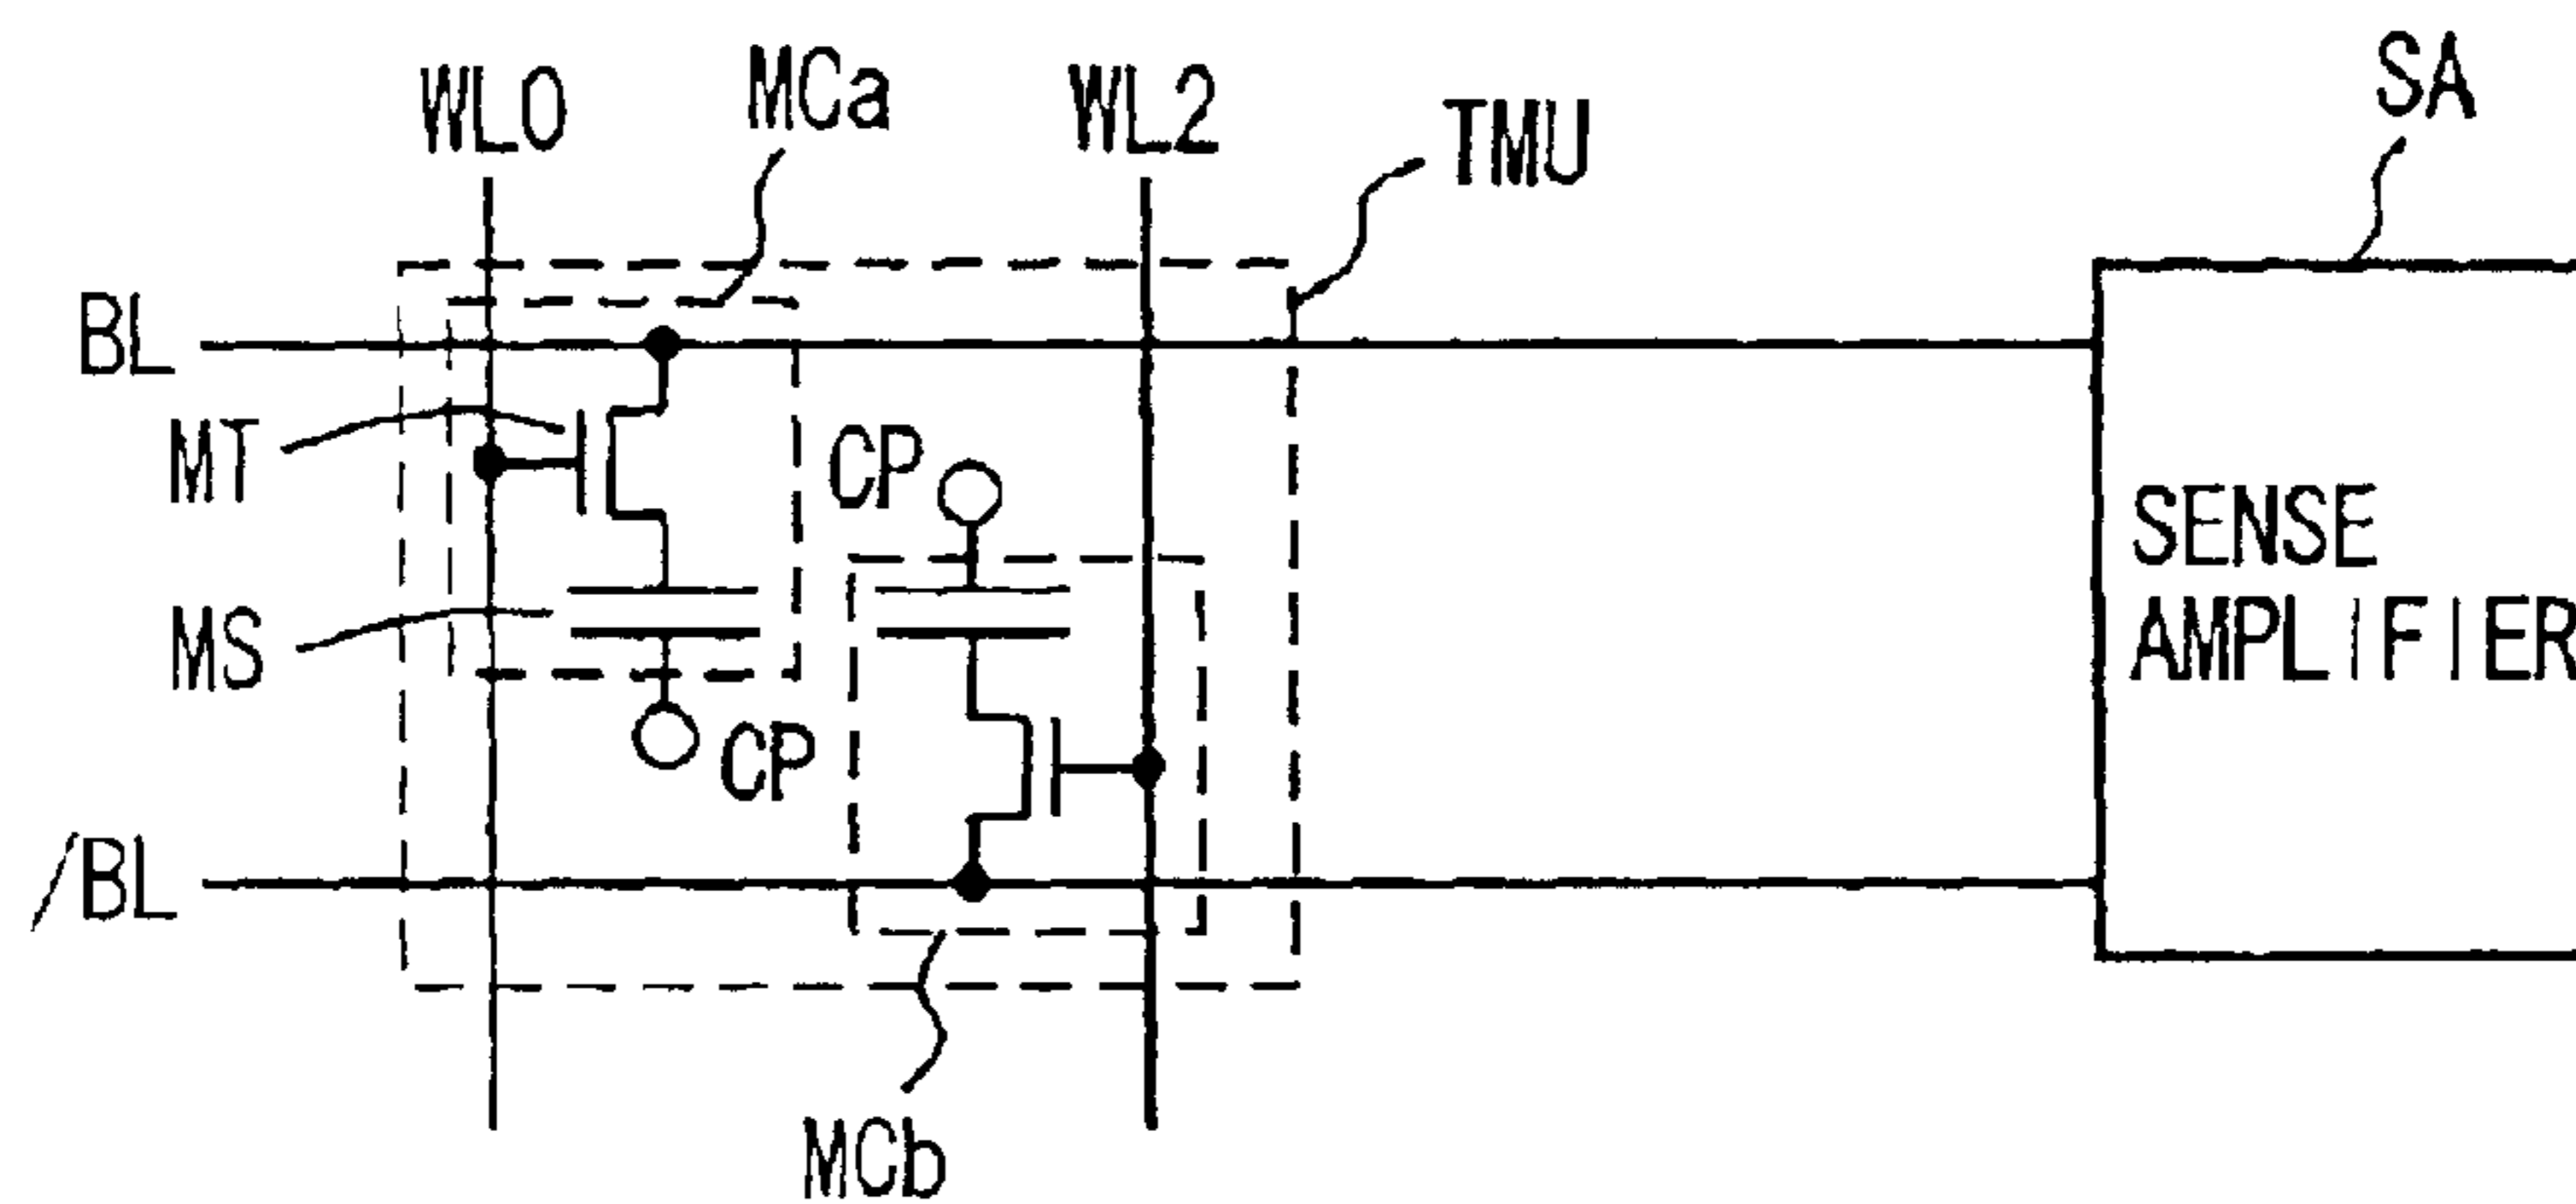 WL0
MCa
WL2
TMU
SA
BL
MT
CP
MS
CP
SENSE
AMPLIFIER
/BL
MCb